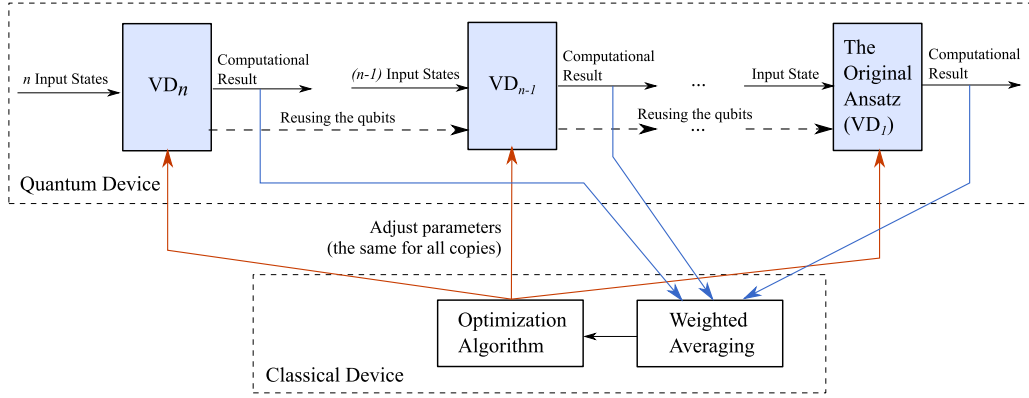 n Input States
VDn
Computational
Result
Reusing the qubits
(n-1) Input States
VDn-1
Computational
Result
...
Reusing the qubits
...
Input State
The
Original
Ansatz
(VD1)
Computational
Result
Quantum Device
Adjust parameters
(the same for all copies)
Optimization
Algorithm
Weighted
Averaging
Classical Device